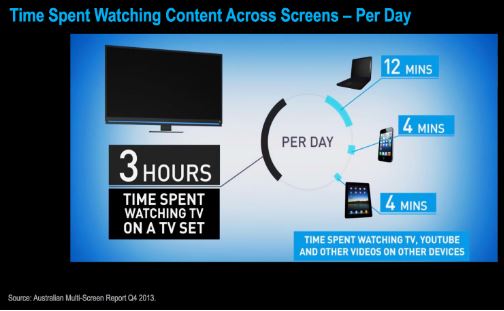 Time Spent Watching Content Across Screens – Per Day
12 MINS
4 MINS
PER DAY
3 HOURS
TIME SPENT
WATCHING TV
ON A TV SET
4 MINS
TIME SPENT WATCHING TV, YOUTUBE
AND OTHER VIDEOS ON OTHER DEVICES
Source: Australian Multi-Screen Report Q4 2013.